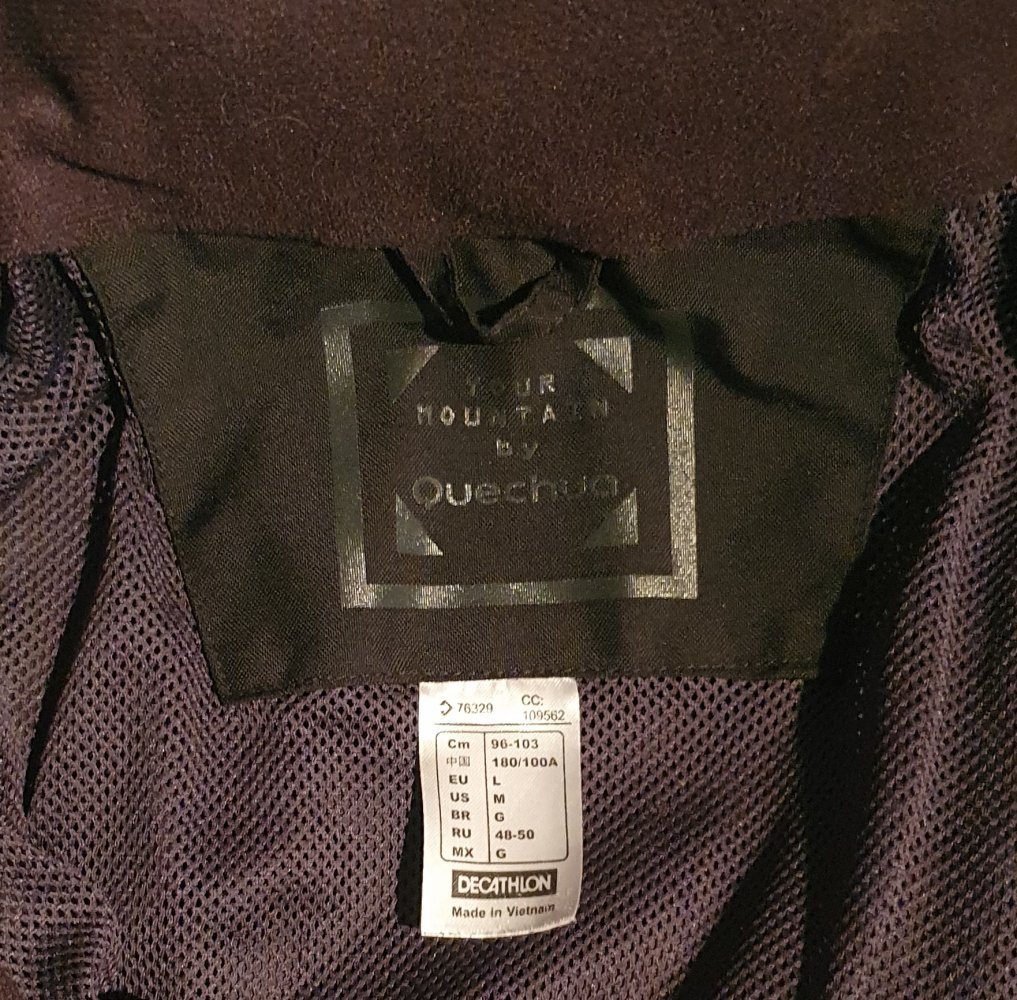 YOUR
MOUNTAIN
by
Quechua
76329 CC:
109562
Cm 96-103
中国 180/100A
EU L
US M
BR G
RU 48-50
MX G
DECATHLON
Made in Vietnam